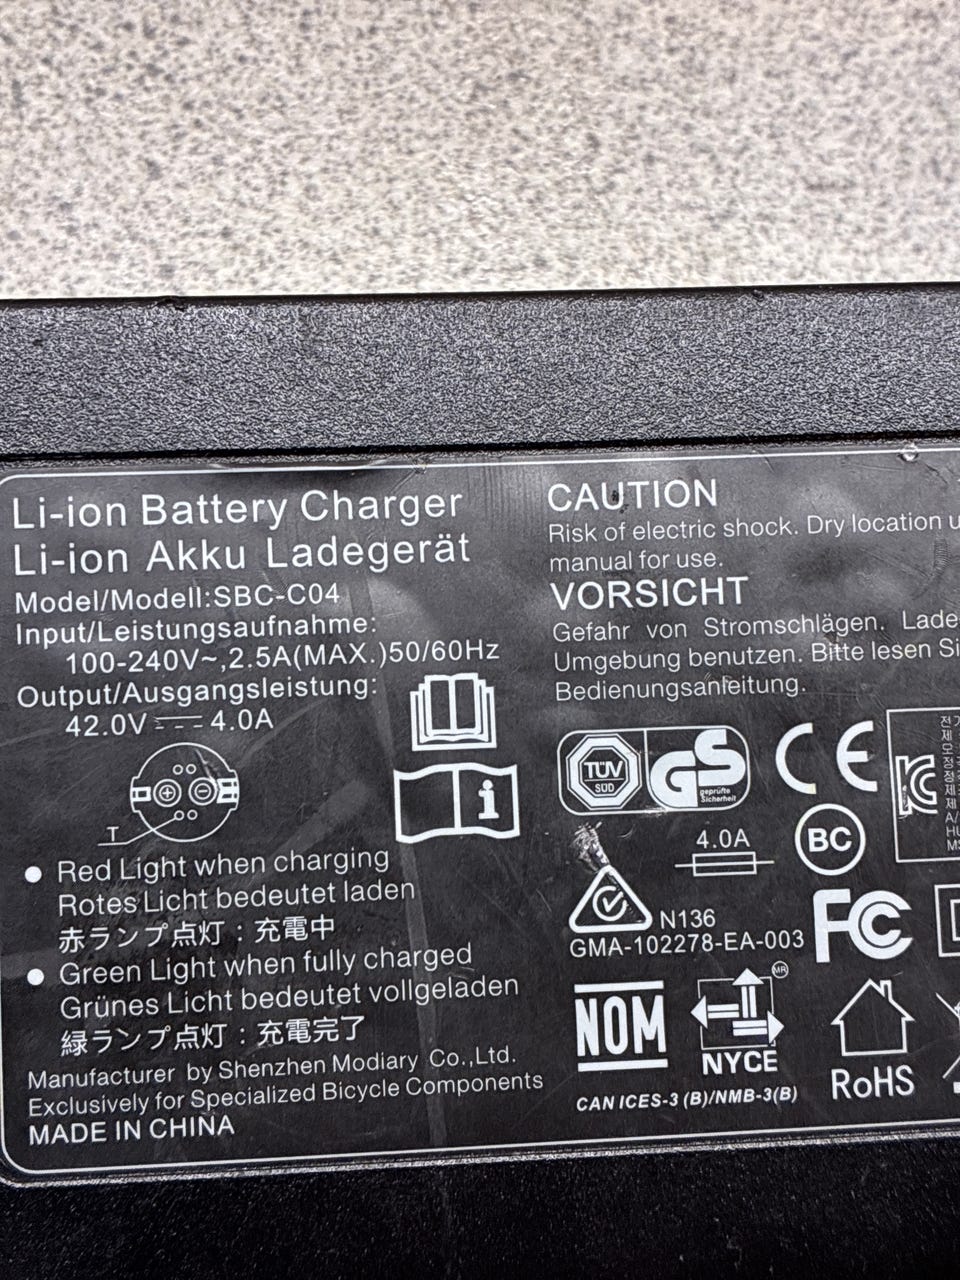 Li-ion Battery Charger
Li-ion Akku Ladegerät
Model/Modell:SBC-C04
Input/Leistungsaufnahme:
100-240V~,2.5A(MAX.)50/60Hz
Output/Ausgangsleistung:
42.0V 4.0A
T
Red Light when charging
Rotes Licht bedeutet laden
赤ランプ点灯：充電中
Green Light when fully charged
Grünes Licht bedeutet vollgeladen
緑ランプ点灯：充電完了
Manufacturer by Shenzhen Modiary Co.,Ltd.
Exclusively for Specialized Bicycle Components
MADE IN CHINA
CAUTION
Risk of electric shock. Dry location
manual for use.
VORSICHT
Gefahr von Stromschlägen. Lade-
Umgebung benutzen. Bitte lesen
Bedienungsanleitung.
TÜV
SÜD
GS
geprüfte
Sicherheit
CE
4.0A
BC
N136
GMA-102278-EA-003
FC
NOM
MR
NYCE
RoHS
CAN ICES-3 (B)/NMB-3(B)